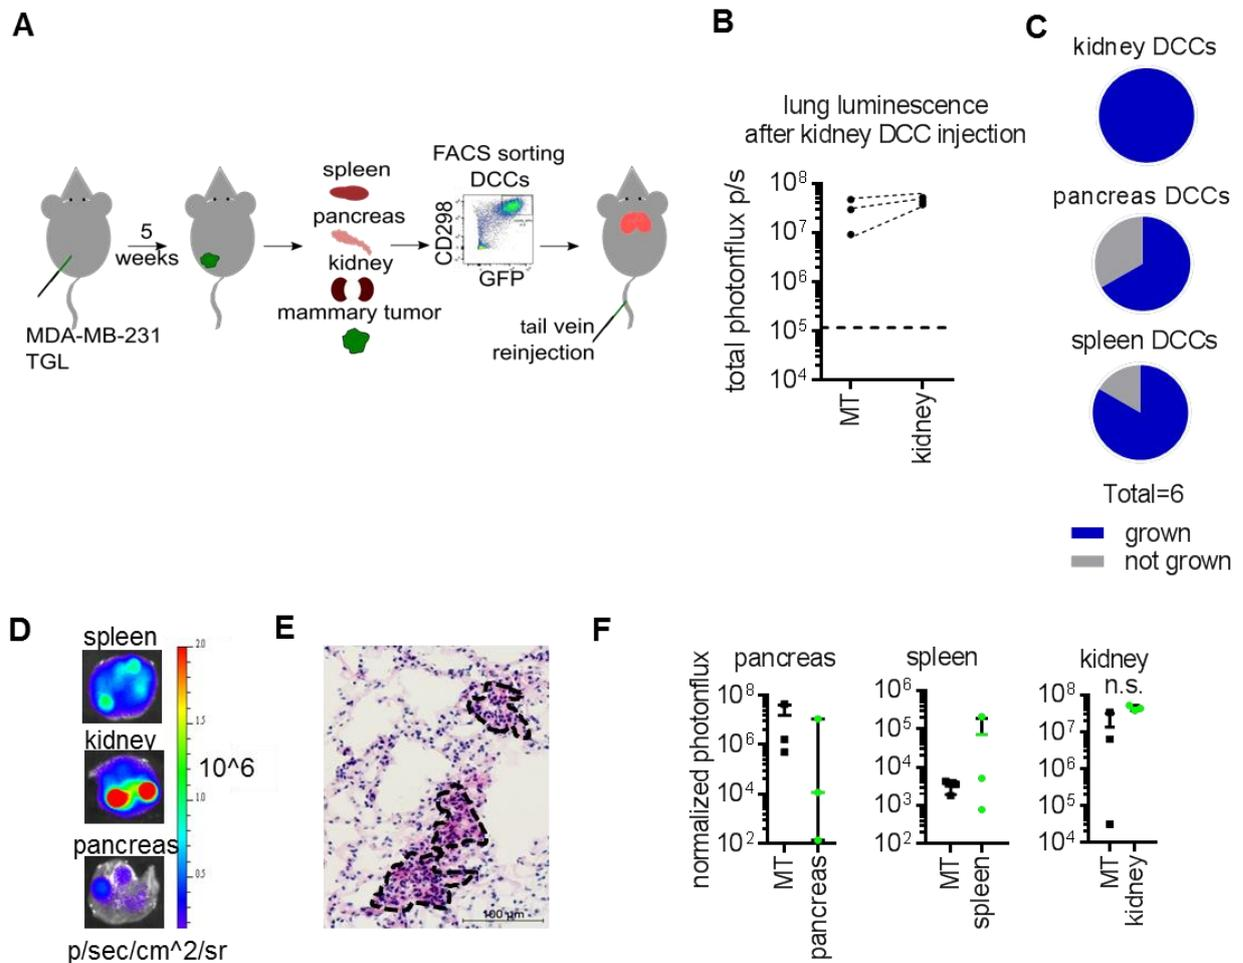 A
spleen
pancreas
kidney
mammary tumor
5
weeks
MDA-MB-231
TGL
FACS sorting
DCCs
CD298
GFP
tail vein
reinjection
B
lung luminescence
after kidney DCC injection
total photonflux p/s
10^8
10^7
10^6
10^5
10^4
MT
kidney
C
kidney DCCs
pancreas DCCs
spleen DCCs
Total=6
grown
not grown
D
spleen
kidney
pancreas
2.0
1.5
1.0
0.5
10^6
p/sec/cm^2/sr
E
100 µm
F
normalized photonflux
pancreas
10^8
10^6
10^4
10^2
MT
pancreas
spleen
10^6
10^5
10^4
10^3
10^2
MT
spleen
kidney
n.s.
10^8
10^7
10^6
10^5
10^4
MT
kidney